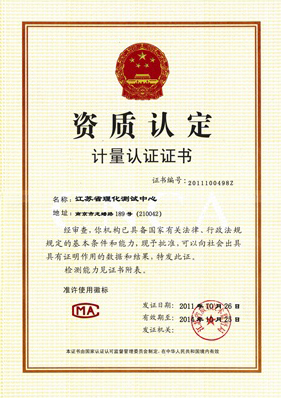 资质认定
计量认证证书
证书编号:2011100498Z
名称:江苏省理化测试中心
地址:南京市龙蟠路189号(210042)
经审查,你机构已具备国家有关法律、行政法规
规定的基本条件和能力,现予批准,可以向社会出具
具有证明作用的数据和结果,特发此证。
检测能力见证书附表。
准许使用徽标
MA
发证日期:2011年10月26日
有效期至:2014年10月25日
发证机关:
本证书由国家认证认可监督管理委员会制定,在中华人民共和国境内有效